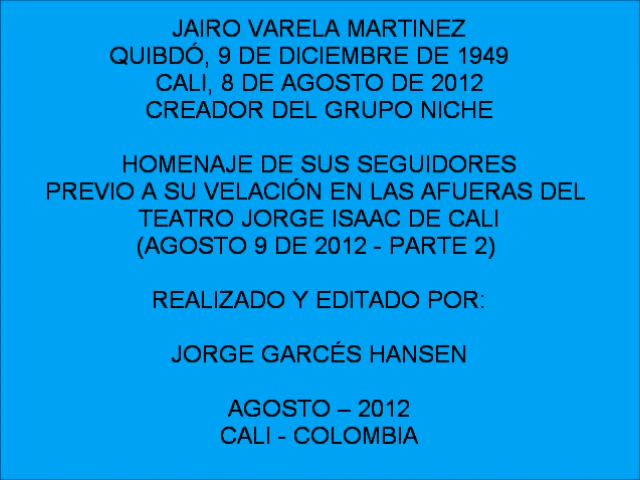 JAIRO VARELA MARTINEZ
QUIBDÓ, 9 DE DICIEMBRE DE 1949
CALI, 8 DE AGOSTO DE 2012
CREADOR DEL GRUPO NICHE
HOMENAJE DE SUS SEGUIDORES
PREVIO A SU VELACIÓN EN LAS AFUERAS DEL
TEATRO JORGE ISAAC DE CALI
(AGOSTO 9 DE 2012 - PARTE 2)
REALIZADO Y EDITADO POR:
JORGE GARCÉS HANSEN
AGOSTO – 2012
CALI - COLOMBIA